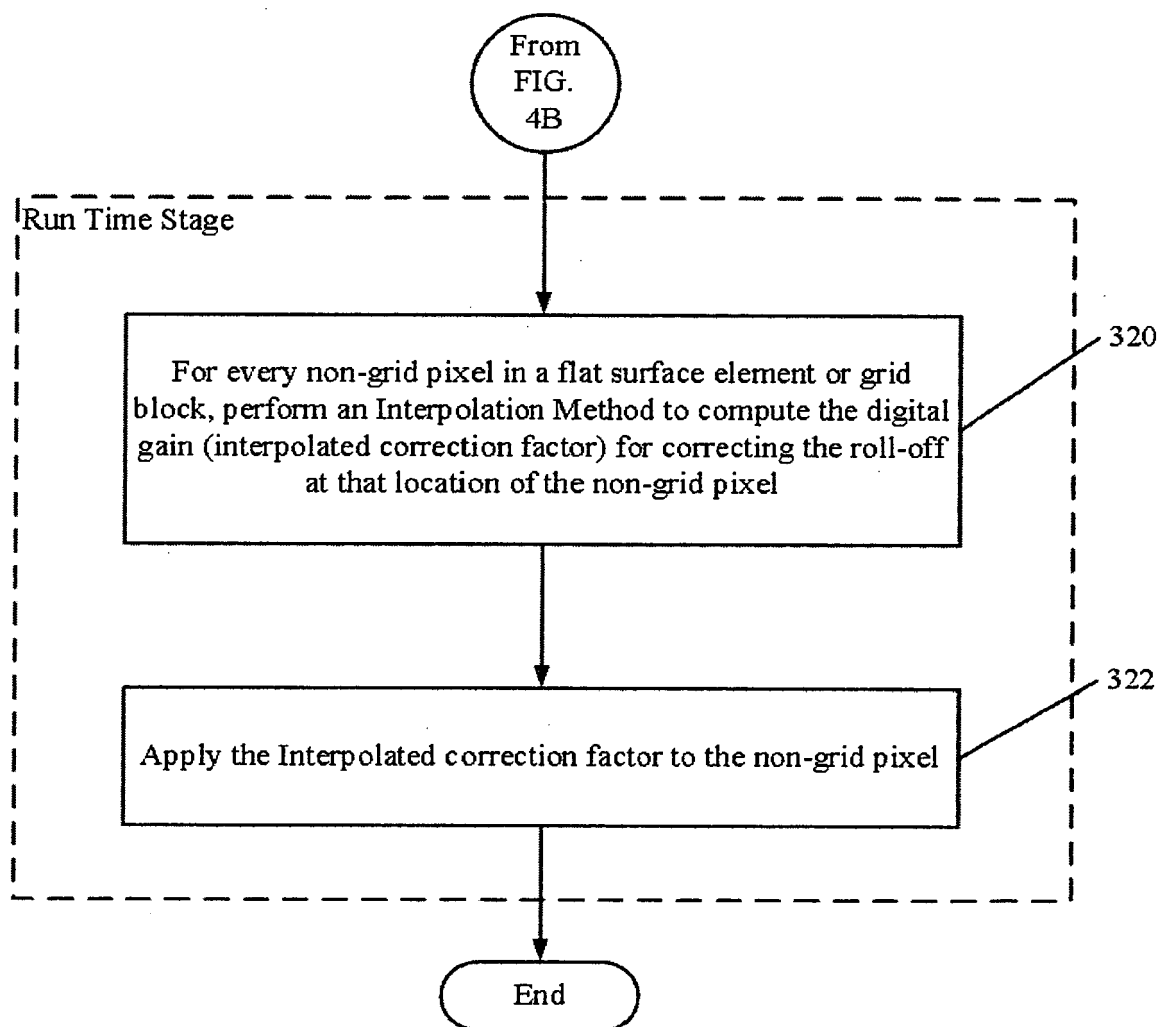 From
FIG.
4B
Run Time Stage
For every non-grid pixel in a flat surface element or grid
block, perform an Interpolation Method to compute the digital
gain (interpolated correction factor) for correcting the roll-off
at that location of the non-grid pixel
320
Apply the Interpolated correction factor to the non-grid pixel
322
End